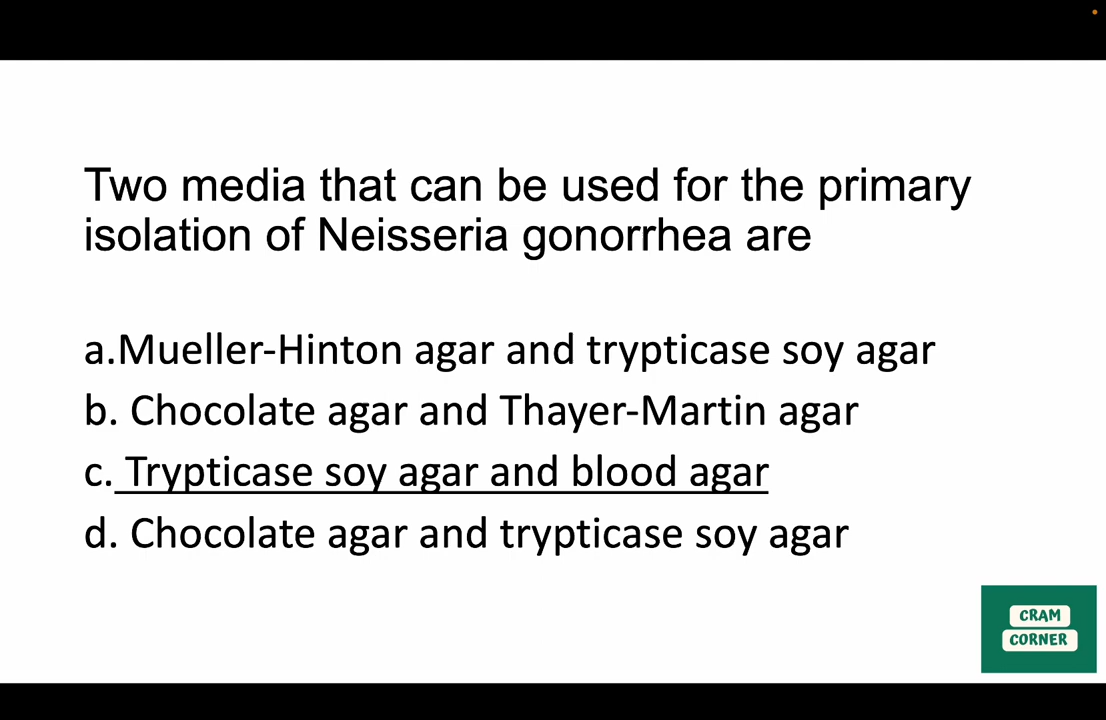 Two media that can be used for the primary
isolation of Neisseria gonorrhea are
a.Mueller-Hinton agar and trypticase soy agar
b. Chocolate agar and Thayer-Martin agar
c. Trypticase soy agar and blood agar
d. Chocolate agar and trypticase soy agar
CRAM
CORNER